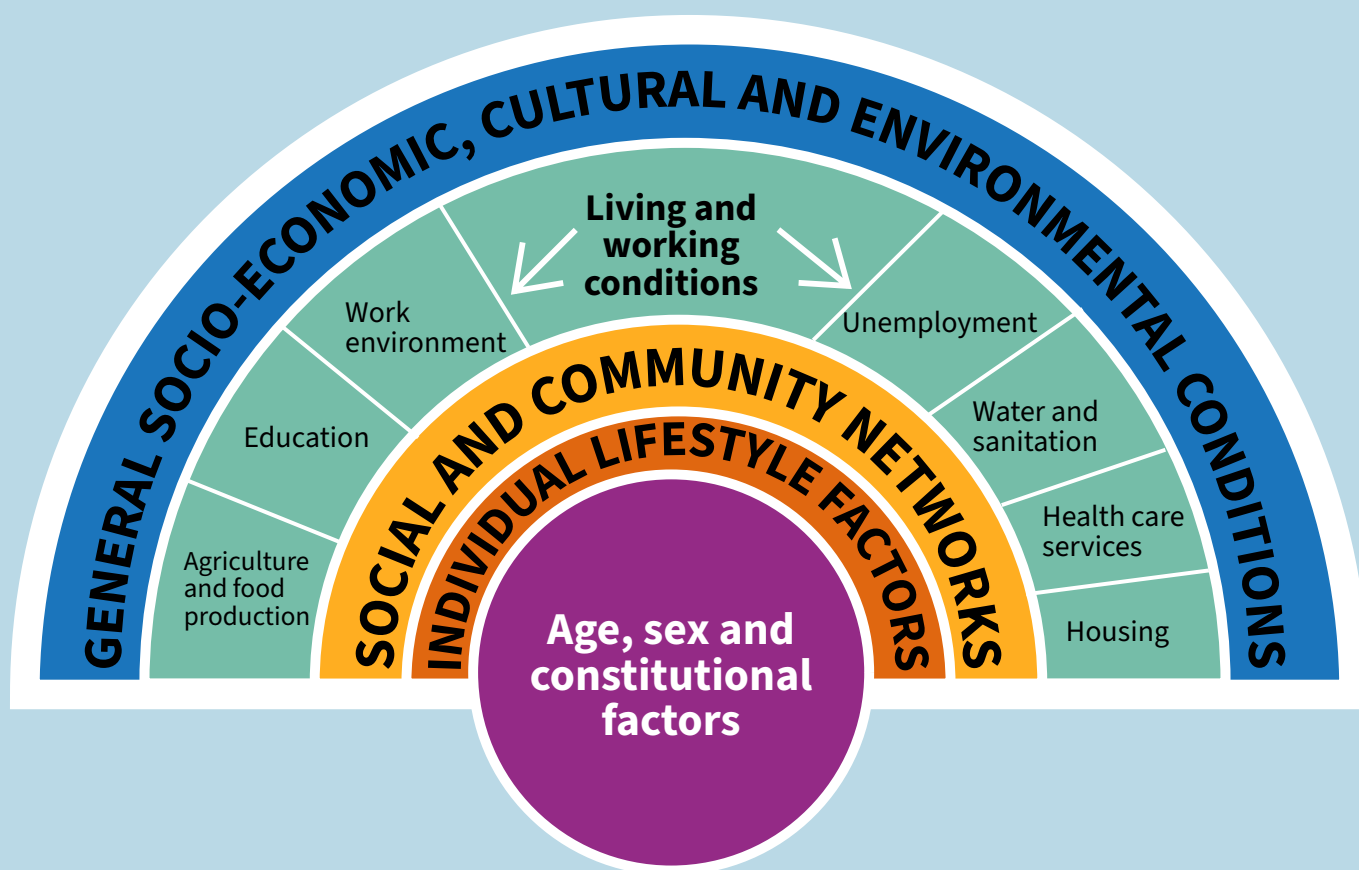 GENERAL SOCIO-ECONOMIC, CULTURAL AND ENVIRONMENTAL CONDITIONS
Living and
working
conditions
Agriculture
and food
production
Education
Work
environment
Unemployment
Water and
sanitation
Health care
services
Housing
SOCIAL AND COMMUNITY NETWORKS
INDIVIDUAL LIFESTYLE FACTORS
Age, sex and
constitutional
factors